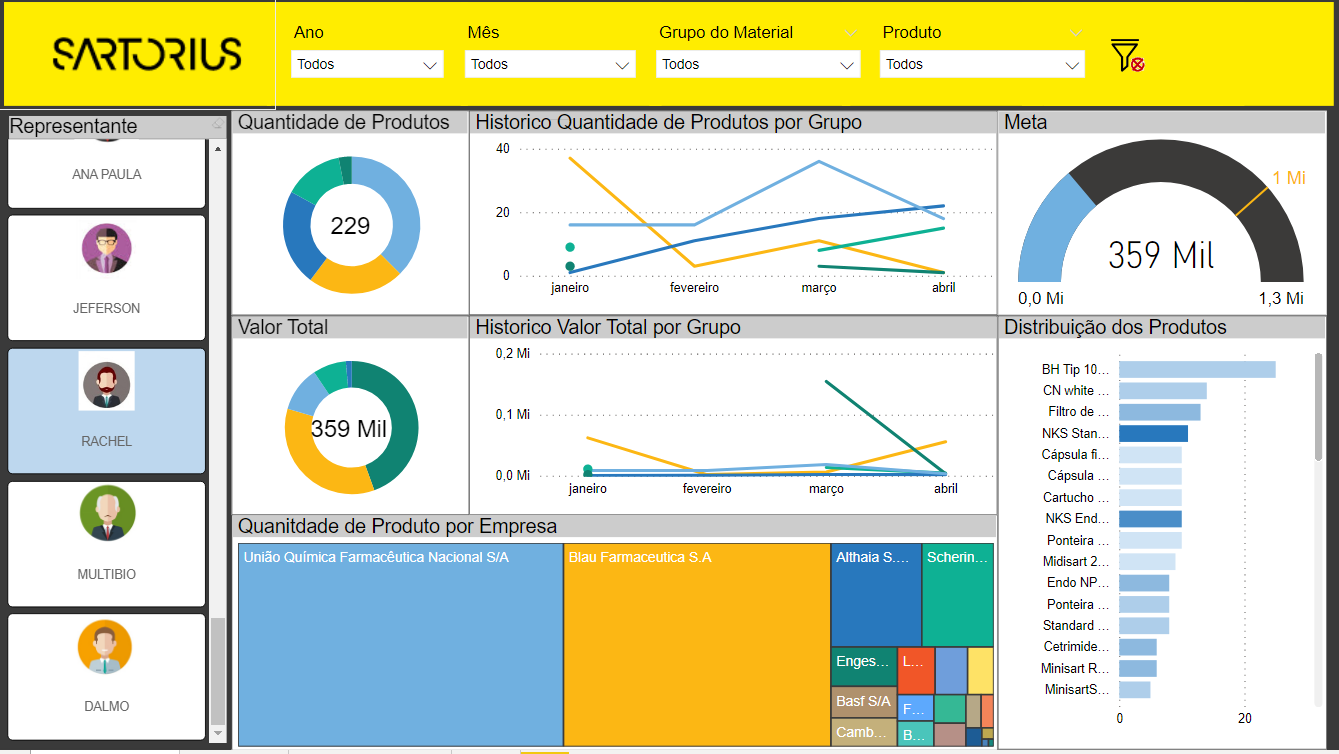 SARTORIUS
Ano
Todos
Mês
Todos
Grupo do Material
Todos
Produto
Todos
Representante
ANA PAULA
JEFERSON
RACHEL
MULTIBIO
DALMO
Quantidade de Produtos
229
Historico Quantidade de Produtos por Grupo
40
20
0
janeiro
fevereiro
março
abril
Meta
1 Mi
359 Mil
0,0 Mi
1,3 Mi
Valor Total
359 Mil
Historico Valor Total por Grupo
0,2 Mi
0,1 Mi
0,0 Mi
janeiro
fevereiro
março
abril
Distribuição dos Produtos
BH Tip 10...
CN white ...
Filtro de ...
NKS Stan...
Cápsula fi...
Cápsula ...
Cartucho ...
NKS End...
Ponteira ...
Midisart 2...
Endo NP...
Ponteira ...
Standard ...
Cetrimide...
Minisart R...
MinisartS...
0
20
Quanitdade de Produto por Empresa
União Química Farmacêutica Nacional S/A
Blau Farmaceutica S.A
Althaia S....
Scherin...
Enges...
L...
Basf S/A
F...
Camb...
B...